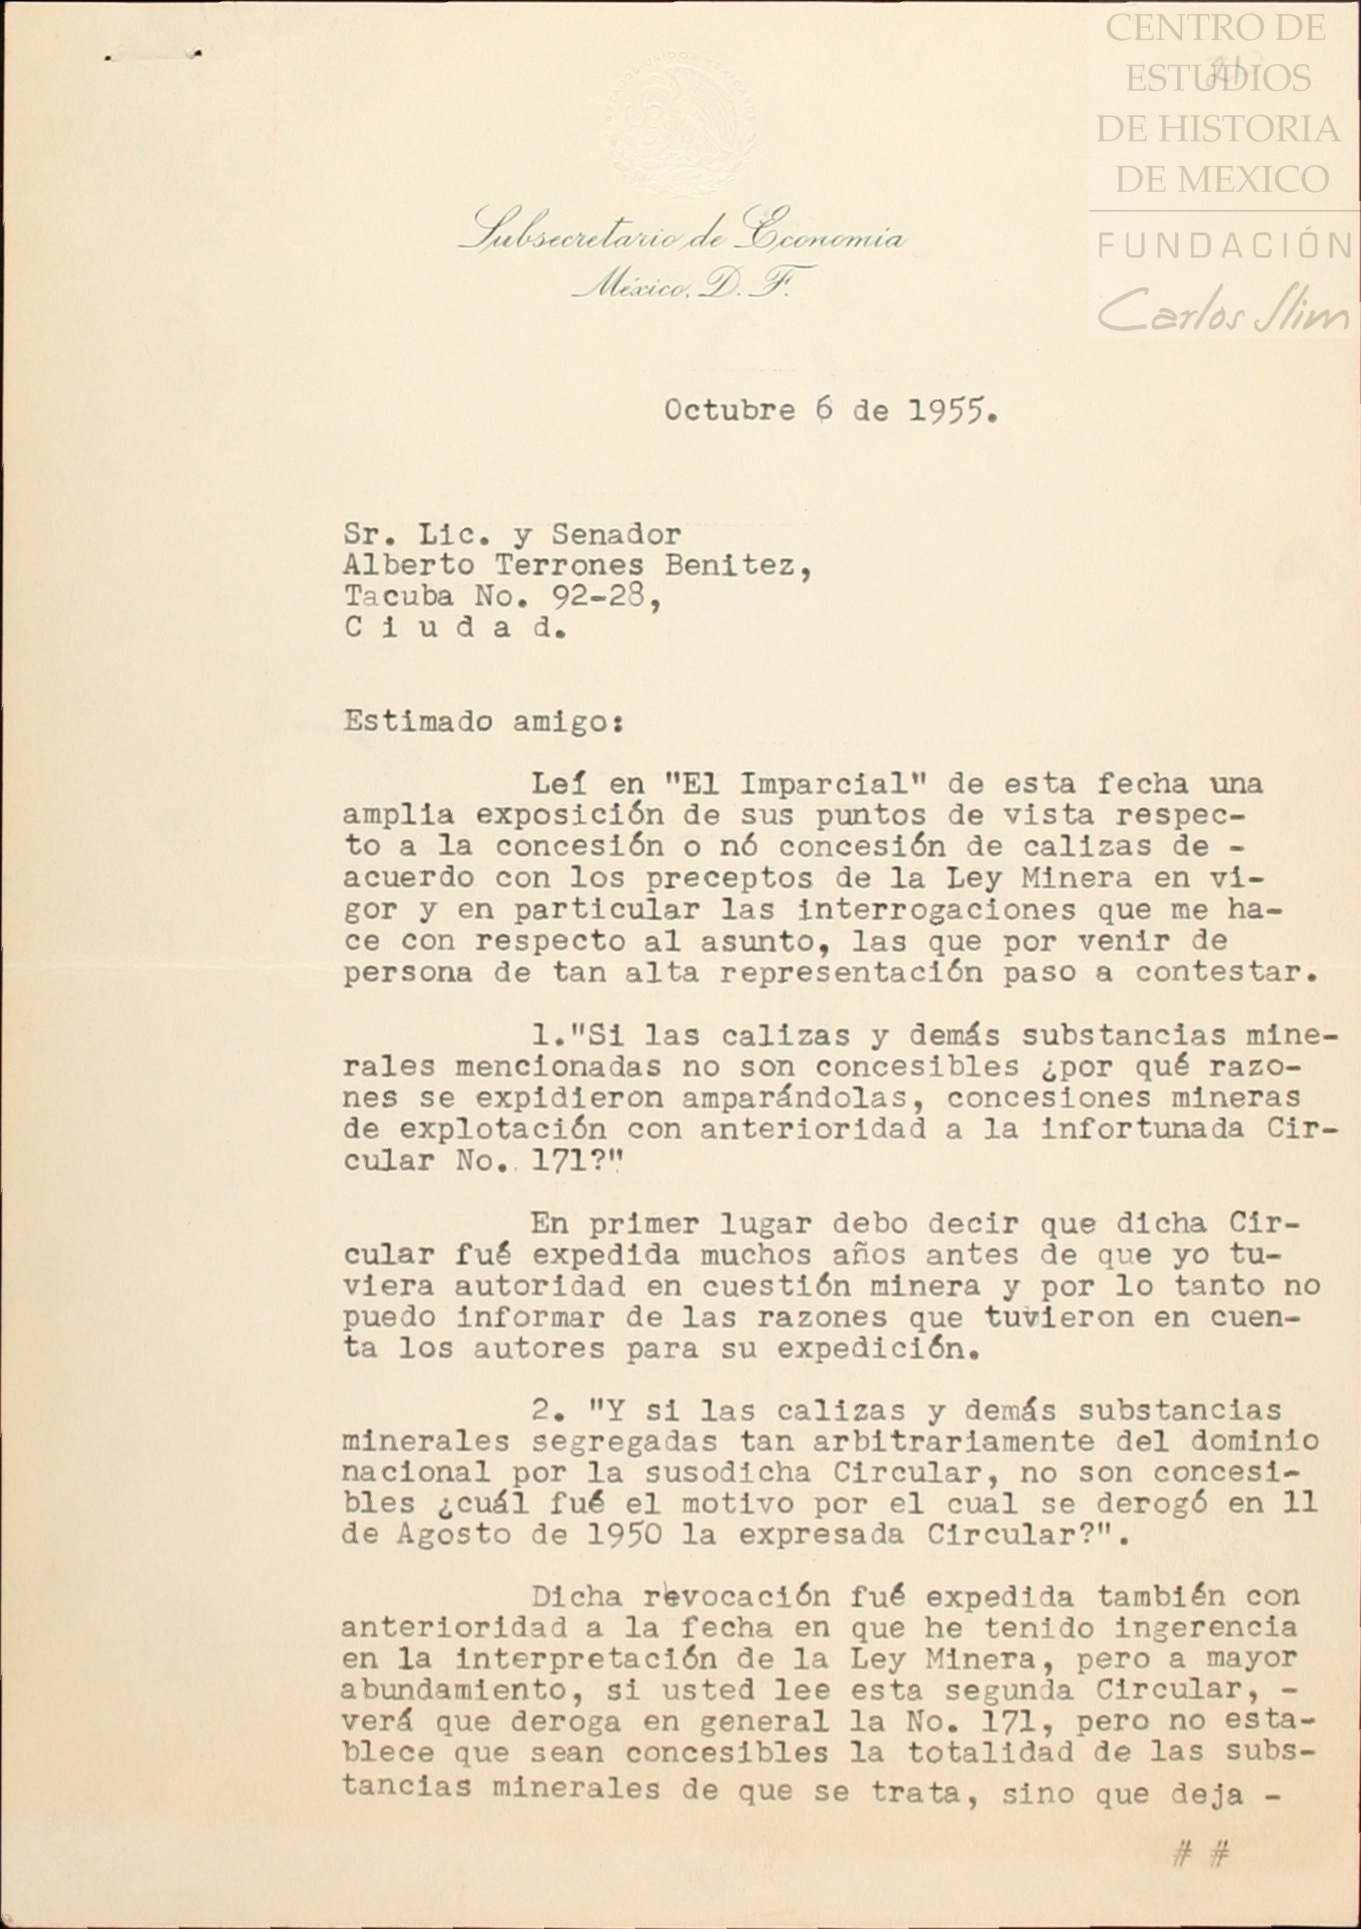 CENTRO DE
ESTUDIOS
DE HISTORIA
DE MEXICO
FUNDACIÓN
Carlos Slim
ESTADOS UNIDOS MEXICANOS
Subsecretario de Economía
México, D. F.
Octubre 6 de 1955.
Sr. Lic. y Senador
Alberto Terrones Benitez,
Tacuba No. 92-28,
C i u d a d.
Estimado amigo:
Leí en "El Imparcial" de esta fecha una
amplia exposición de sus puntos de vista respec-
to a la concesión o nó concesión de calizas de -
acuerdo con los preceptos de la Ley Minera en vi-
gor y en particular las interrogaciones que me ha-
ce con respecto al asunto, las que por venir de
persona de tan alta representación paso a contestar.
1."Si las calizas y demás substancias mine-
rales mencionadas no son concesibles ¿por qué razo-
nes se expidieron amparándolas, concesiones mineras
de explotación con anterioridad a la infortunada Cir-
cular No. 171?"
En primer lugar debo decir que dicha Cir-
cular fué expedida muchos años antes de que yo tu-
viera autoridad en cuestión minera y por lo tanto no
puedo informar de las razones que tuvieron en cuen-
ta los autores para su expedición.
2. "Y si las calizas y demás substancias
minerales segregadas tan arbitrariamente del dominio
nacional por la susodicha Circular, no son concesi-
bles ¿cuál fué el motivo por el cual se derogó en 11
de Agosto de 1950 la expresada Circular?".
Dicha revocación fué expedida también con
anterioridad a la fecha en que he tenido ingerencia
en la interpretación de la Ley Minera, pero a mayor
abundamiento, si usted lee esta segunda Circular, -
verá que deroga en general la No. 171, pero no esta-
blece que sean concesibles la totalidad de las subs-
tancias minerales de que se trata, sino que deja -
# #